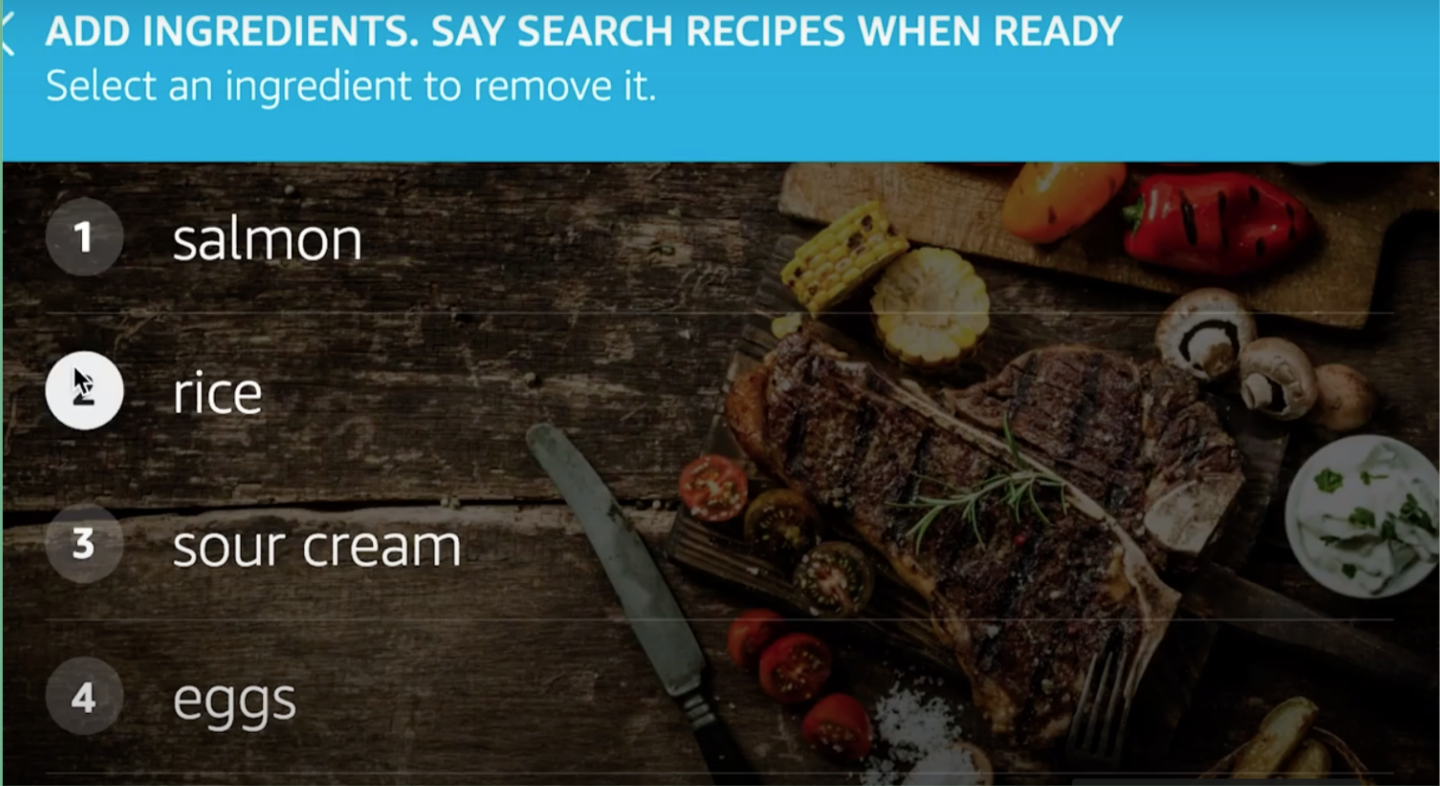 ADD INGREDIENTS. SAY SEARCH RECIPES WHEN READY
Select an ingredient to remove it.
1 salmon
2 rice
3 sour cream
4 eggs